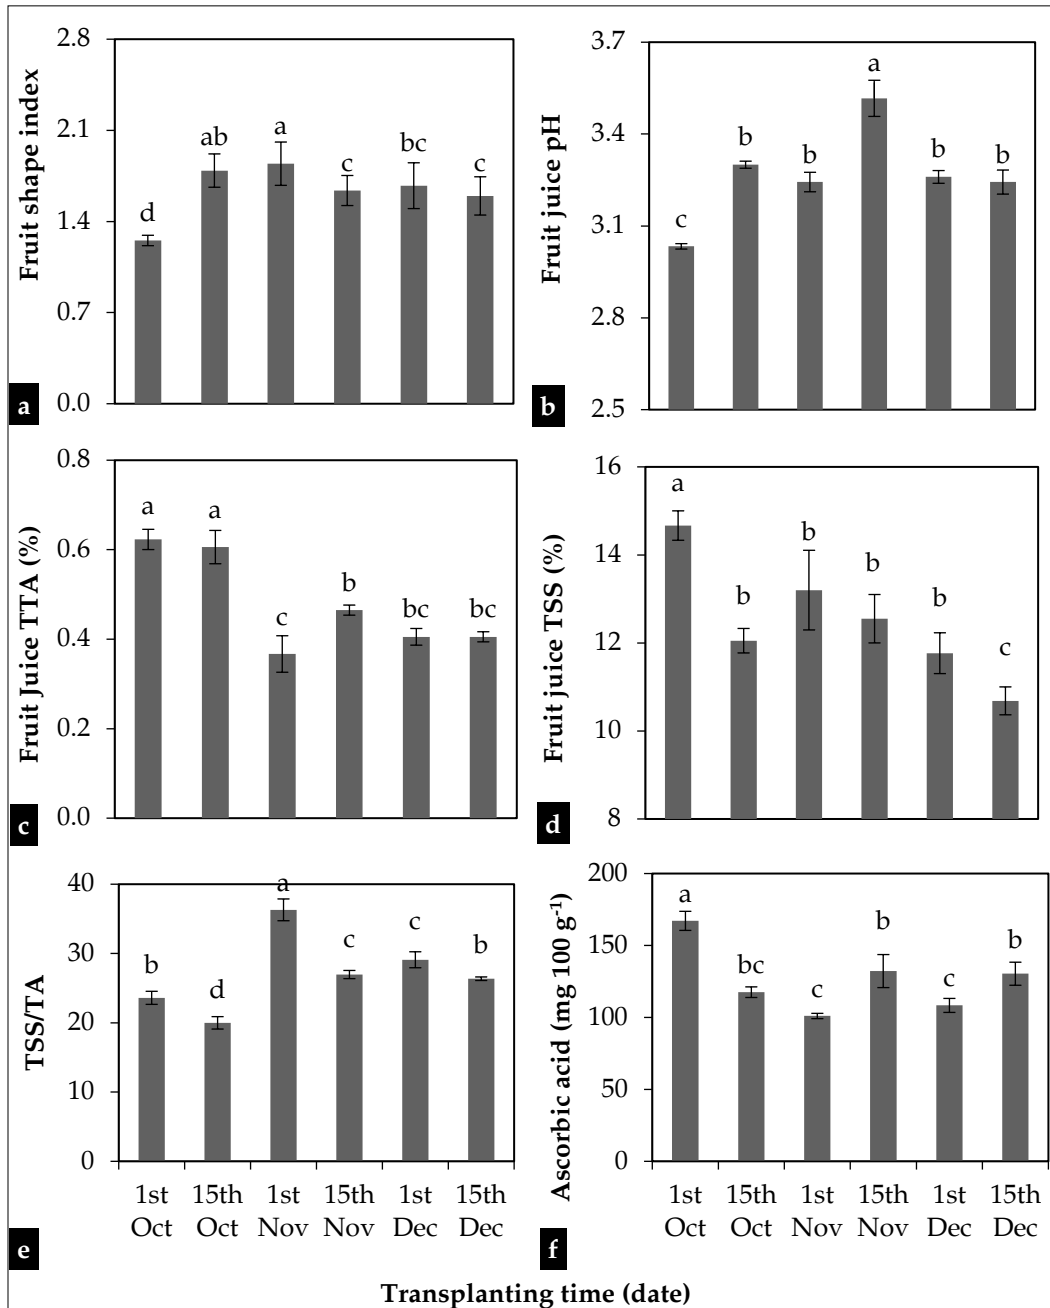 Fruit shape index
2.8
2.1
1.4
0.7
0.0
d
ab
a
c
bc
c
a
Fruit juice pH
3.7
3.4
3.1
2.8
2.5
c
b
b
a
b
b
b
Fruit Juice TTA (%)
0.8
0.6
0.4
0.2
0.0
a
a
c
b
bc
bc
c
Fruit juice TSS (%)
16
14
12
10
8
a
b
b
b
b
c
d
TSS/TA
40
30
20
10
0
b
d
a
c
c
b
1st Oct
15th Oct
1st Nov
15th Nov
1st Dec
15th Dec
e
Ascorbic acid (mg 100 g⁻¹)
200
150
100
50
0
a
bc
c
b
c
b
1st Oct
15th Oct
1st Nov
15th Nov
1st Dec
15th Dec
f
Transplanting time (date)